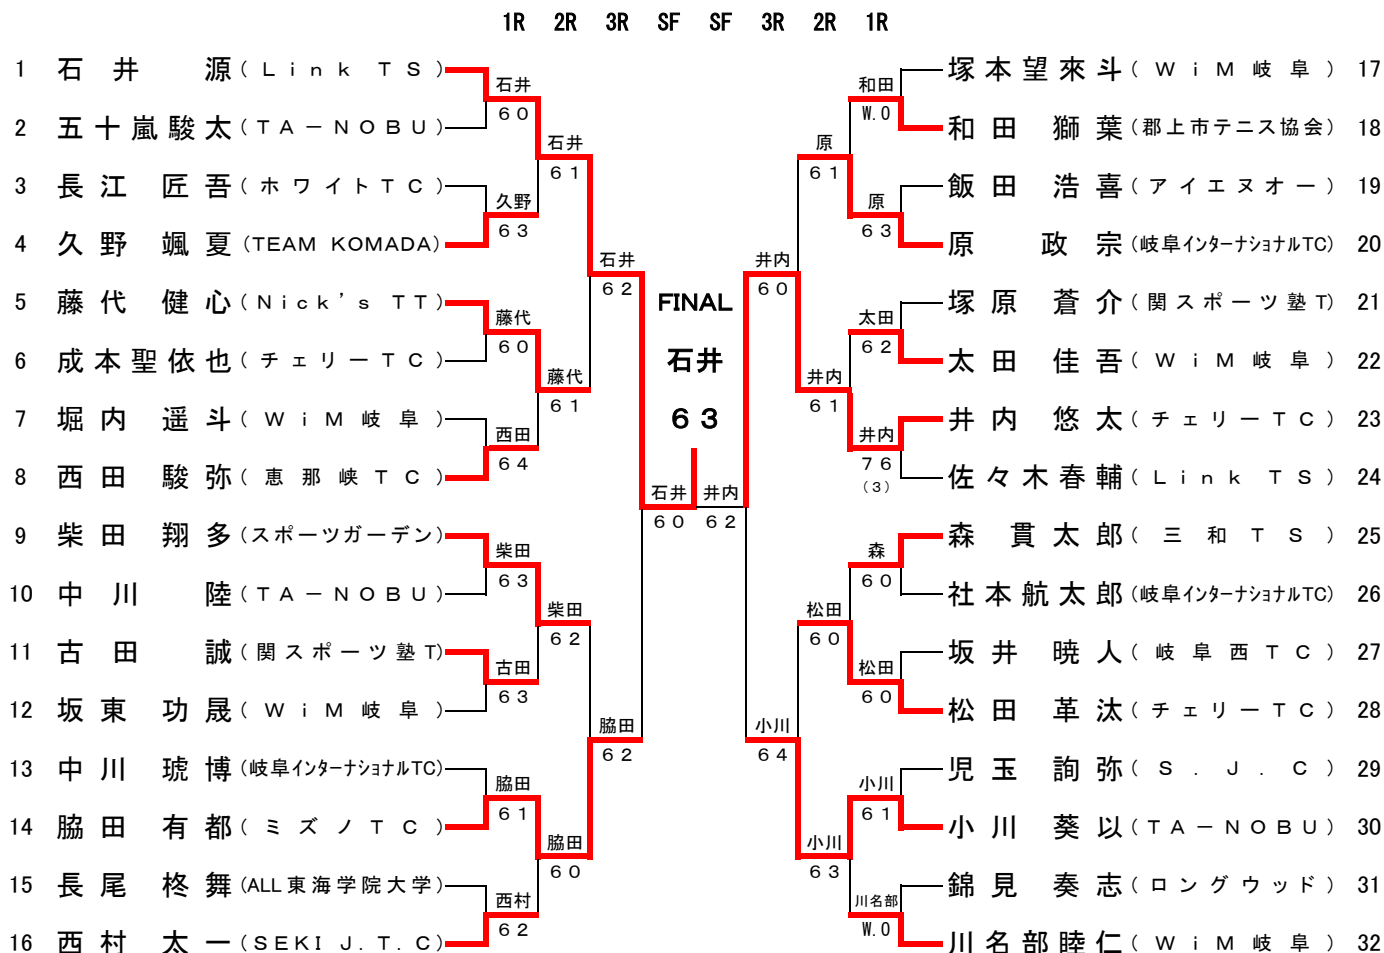 1R 2R 3R SF SF 3R 2R 1R
1 石井 源 (Link TS)
2 五十嵐駿太 (TA－NOBU)
3 長江 匠吾 (ホワイトTC)
4 久野 颯夏 (TEAM KOMADA)
5 藤代 健心 (Nick's TT)
6 成本聖依也 (チェリーTC)
7 堀内 遥斗 (WiM岐阜)
8 西田 駿弥 (恵那峡TC)
9 柴田 翔多 (スポーツガーデン)
10 中川 陸 (TA－NOBU)
11 古田 誠 (関スポーツ塾T)
12 坂東 功晟 (WiM岐阜)
13 中川 琥博 (岐阜インターナショナルTC)
14 脇田 有都 (ミズノTC)
15 長尾 柊舞 (ALL東海学院大学)
16 西村 太一 (SEKI J.T.C)
石井
60
久野
63
藤代
60
西田
64
柴田
63
古田
63
脇田
61
西村
62
石井
61
藤代
61
柴田
62
脇田
60
石井
62
脇田
62
石井
60
FINAL
石井
63
井内
62
井内
60
小川
64
原
61
井内
61
松田
60
小川
63
和田
W.0
原
63
太田
62
井内
76
(3)
森
60
松田
60
小川
61
川名部
W.0
塚本望來斗 (WiM岐阜) 17
和田 獅葉 (郡上市テニス協会) 18
飯田 浩喜 (アイエヌオー) 19
原 政宗 (岐阜インターナショナルTC) 20
塚原 蒼介 (関スポーツ塾T) 21
太田 佳吾 (WiM岐阜) 22
井内 悠太 (チェリーTC) 23
佐々木春輔 (Link TS) 24
森 貫太郎 (三和TS) 25
社本航太郎 (岐阜インターナショナルTC) 26
坂井 暁人 (岐阜西TC) 27
松田 革汰 (チェリーTC) 28
児玉 詢弥 (S.J.C) 29
小川 葵以 (TA－NOBU) 30
錦見 奏志 (ロングウッド) 31
川名部睦仁 (WiM岐阜) 32